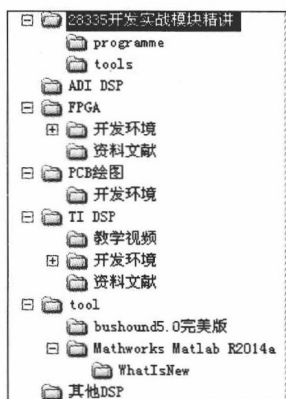 28335开发实战模块精讲
programme
tools
ADI DSP
FPGA
开发环境
资料文献
PCB绘图
开发环境
TI DSP
教学视频
开发环境
资料文献
tool
bushound5.0完美版
Mathworks Matlab R2014a
WhatIsNew
其他DSP